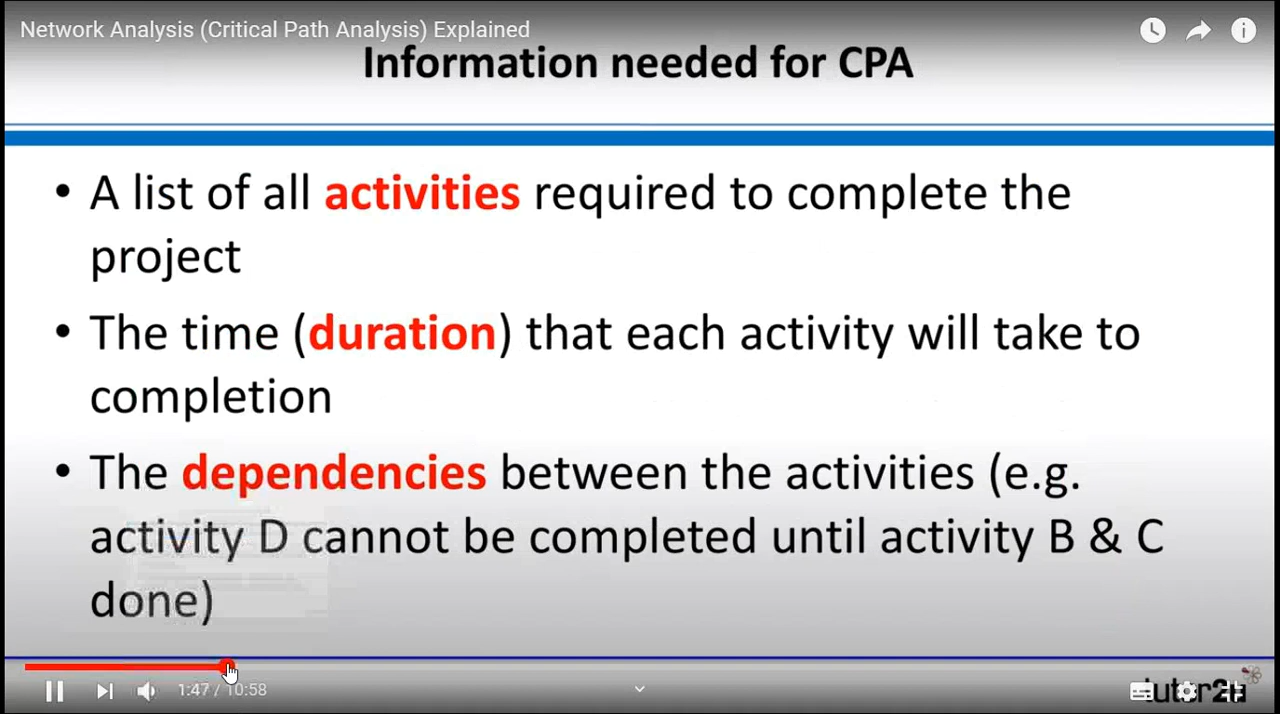 Network Analysis (Critical Path Analysis) Explained
Information needed for CPA
• A list of all activities required to complete the
project
• The time (duration) that each activity will take to
completion
• The dependencies between the activities (e.g.
activity D cannot be completed until activity B & C
done)
1:47 / 10:58
tutor2u